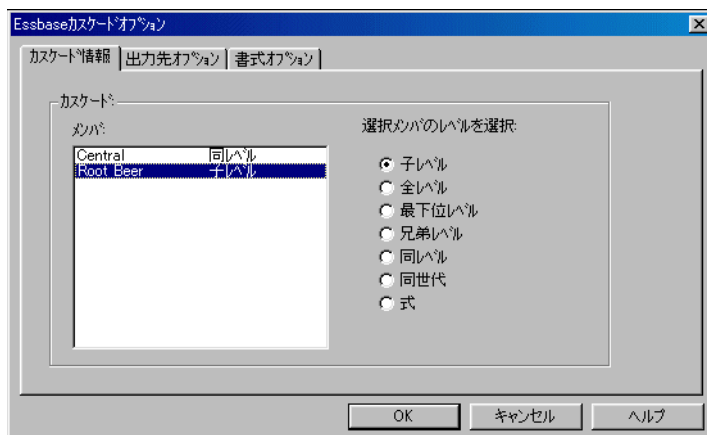 Essbaseカスケードオプション
カスケード情報 出力先オプション 書式オプション
カスケード:
メンバ:
選択メンバのレベルを選択:
Central 同レベル
Root Beer 子レベル
子レベル
全レベル
最下位レベル
兄弟レベル
同レベル
同世代
式
OK キャンセル ヘルプ